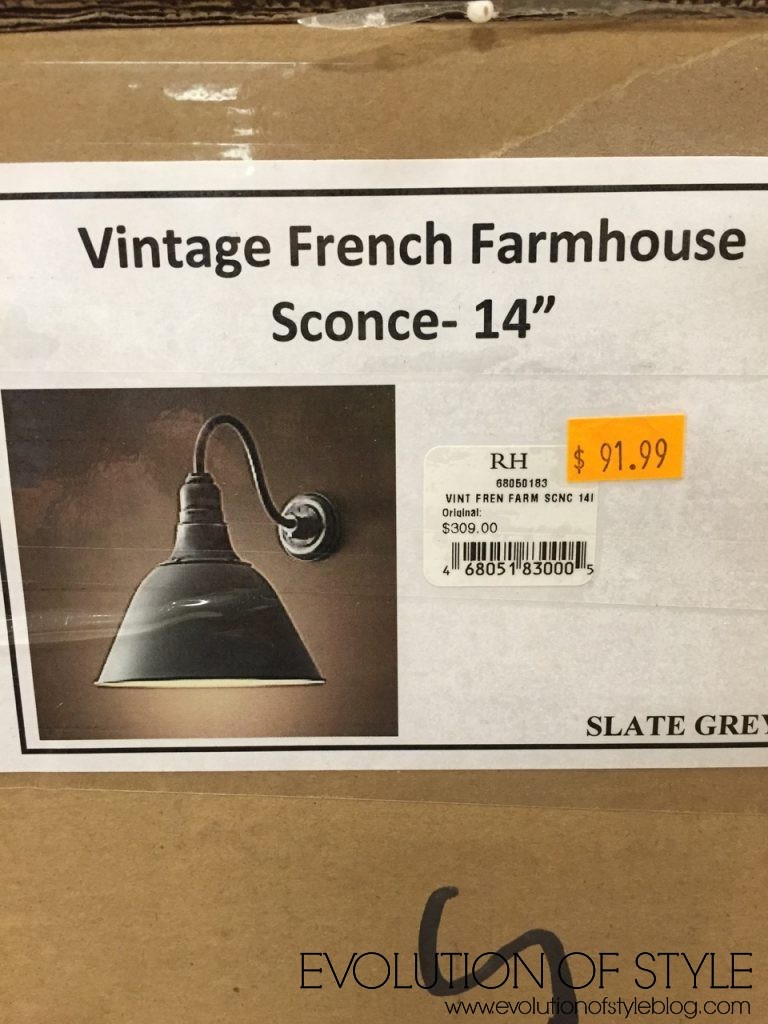 Vintage French Farmhouse
Sconce- 14”
RH
$ 91.99
68050183
VINT FREN FARM SCNC 14I
Original:
$309.00
4 68051 83000 5
SLATE GREY
S
EVOLUTION OF STYLE
www.evolutionofstyleblog.com